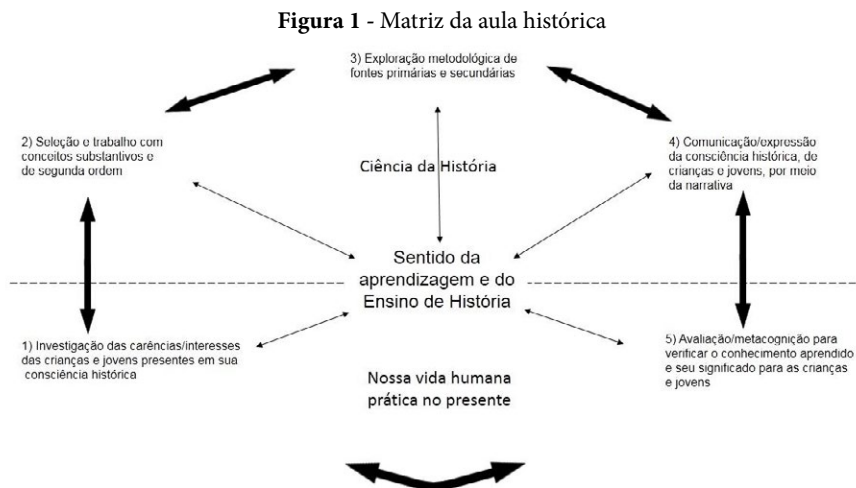 Figura 1 - Matriz da aula histórica
3) Exploração metodológica de
fontes primárias e secundárias
2) Seleção e trabalho com
conceitos substantivos e
de segunda ordem
Ciência da História
4) Comunicação/expressão
da consciência histórica, de
crianças e jovens, por meio
da narrativa
Sentido da
aprendizagem e do
Ensino de História
1) Investigação das carências/interesses
das crianças e jovens presentes em sua
consciência histórica
5) Avaliação/metacognição para
verificar o conhecimento aprendido
e seu significado para as crianças
e jovens
Nossa vida humana
prática no presente